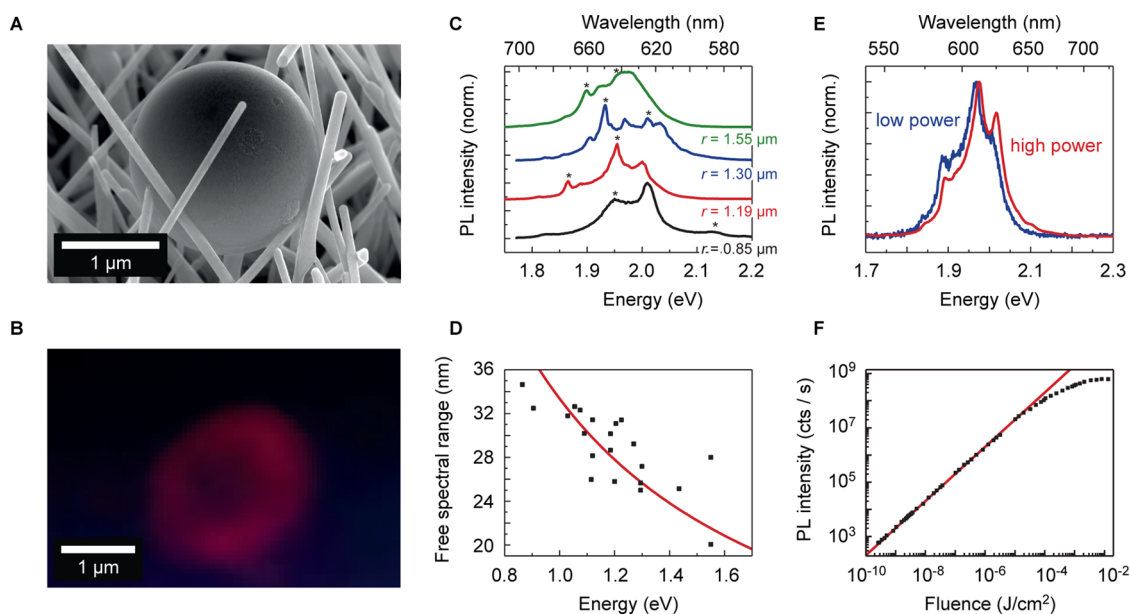 A
1 µm
B
1 µm
C
Wavelength (nm)
700 660 640 620 580 560
PL intensity (norm.)
* * r = 1.55 µm
* * r = 1.30 µm
* * r = 1.19 µm
* * r = 0.85 µm
1.8 1.9 2.0 2.1 2.2
Energy (eV)
D
Free spectral range (nm)
36
32
28
24
20
0.8 1.0 1.2 1.4 1.6
Energy (eV)
E
Wavelength (nm)
550 600 650 700
PL intensity (norm.)
low power
high power
1.7 1.9 2.1 2.3
Energy (eV)
F
PL intensity (cts / s)
10⁹
10⁷
10⁵
10³
10⁻¹⁰ 10⁻⁸ 10⁻⁶ 10⁻⁴ 10⁻²
Fluence (J/cm²)